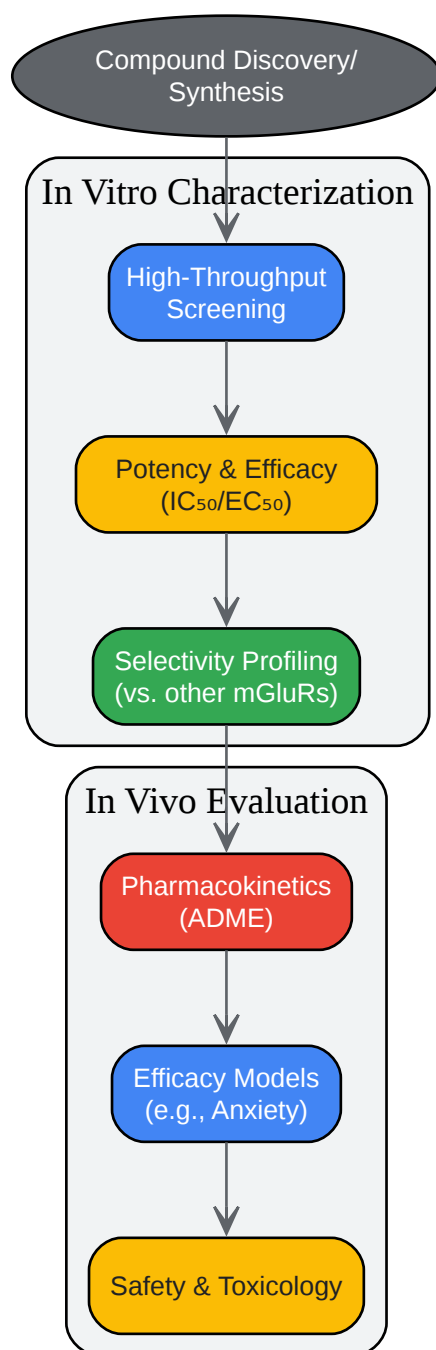 Compound Discovery/
Synthesis
In Vitro Characterization
High-Throughput
Screening
Potency & Efficacy
(IC₅₀/EC₅₀)
Selectivity Profiling
(vs. other mGluRs)
In Vivo Evaluation
Pharmacokinetics
(ADME)
Efficacy Models
(e.g., Anxiety)
Safety & Toxicology